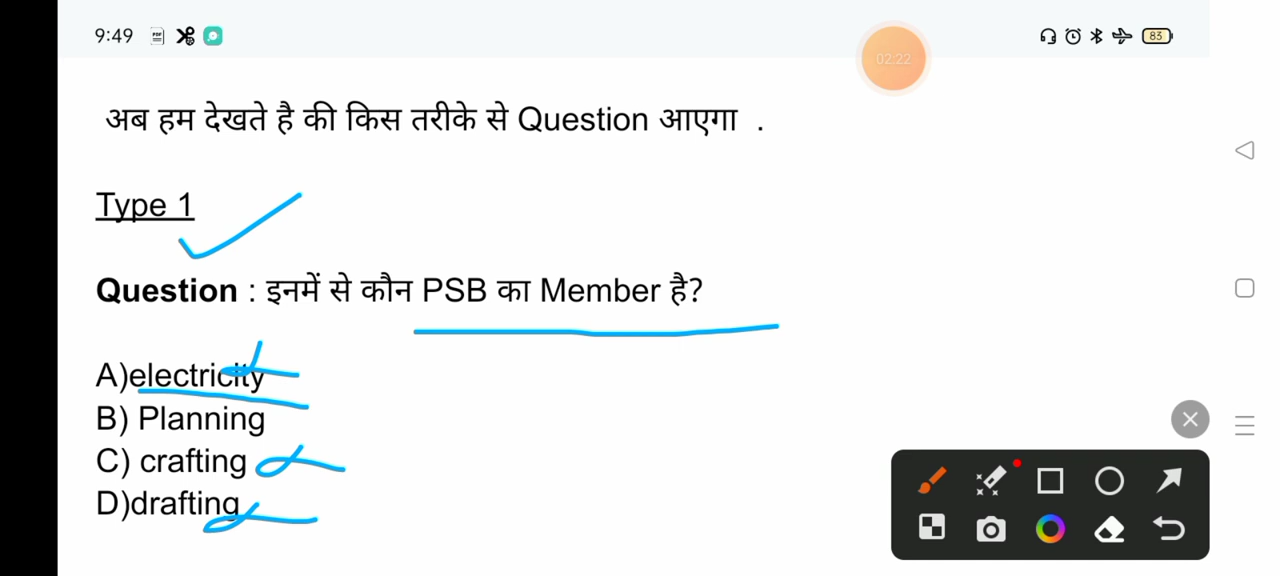 9:49
83
02:22
अब हम देखते है की किस तरीके से Question आएगा .
Type 1
Question : इनमें से कौन PSB का Member है?
A)electricity
B) Planning
C) crafting
D)drafting